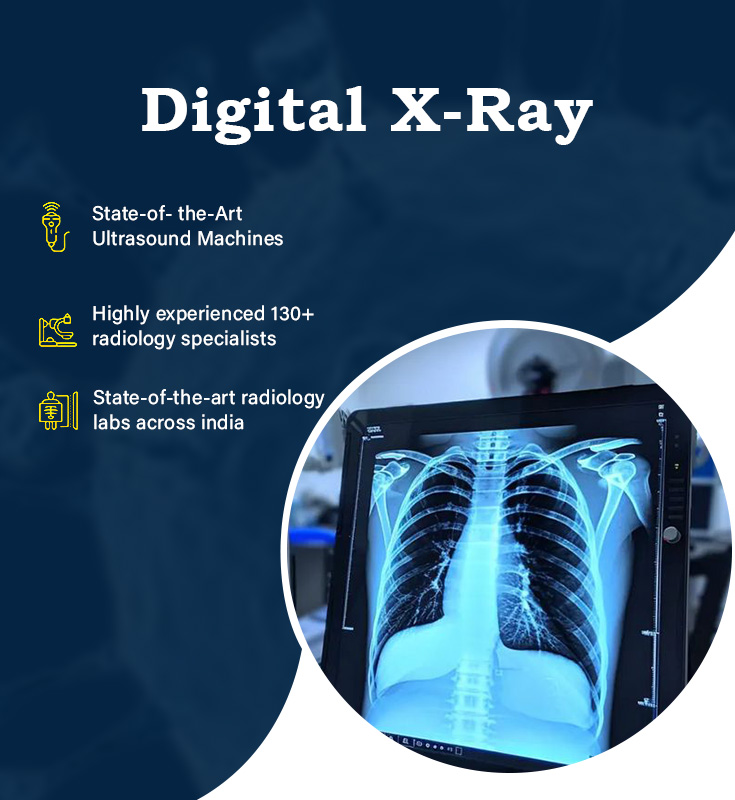 Digital X-Ray
State-of- the-Art
Ultrasound Machines
Highly experienced 130+
radiology specialists
State-of-the-art radiology
labs across india